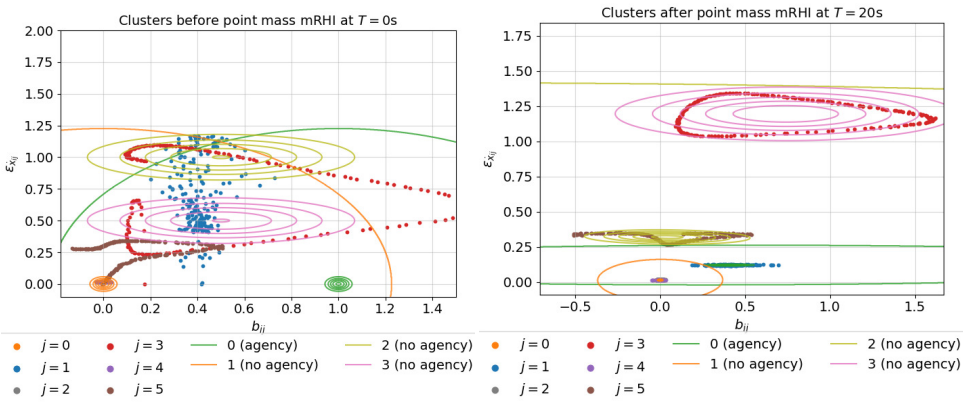 Clusters before point mass mRHI at T = 0s
2.00
1.75
1.50
1.25
1.00
0.75
0.50
0.25
0.00
ε_{x_{ij}}
0.0 0.2 0.4 0.6 0.8 1.0 1.2 1.4
b_{ij}
j = 0 j = 3 0 (agency) 2 (no agency)
j = 1 j = 4 1 (no agency) 3 (no agency)
j = 2 j = 5
Clusters after point mass mRHI at T = 20s
1.75
1.50
1.25
1.00
0.75
0.50
0.25
0.00
ε_{x_{ij}}
−0.5 0.0 0.5 1.0 1.5
b_{ij}
j = 0 j = 3 0 (agency) 2 (no agency)
j = 1 j = 4 1 (no agency) 3 (no agency)
j = 2 j = 5